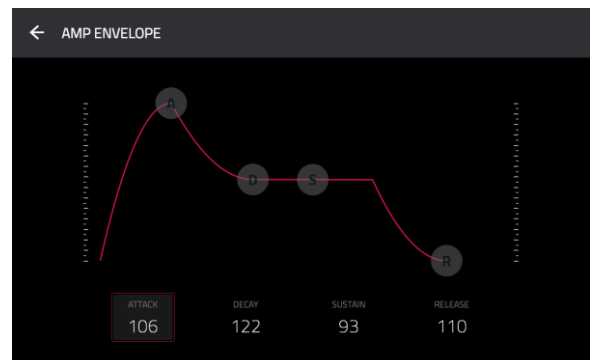 AMP ENVELOPE
A
D S
R
ATTACK DECAY SUSTAIN RELEASE
106 122 93 110